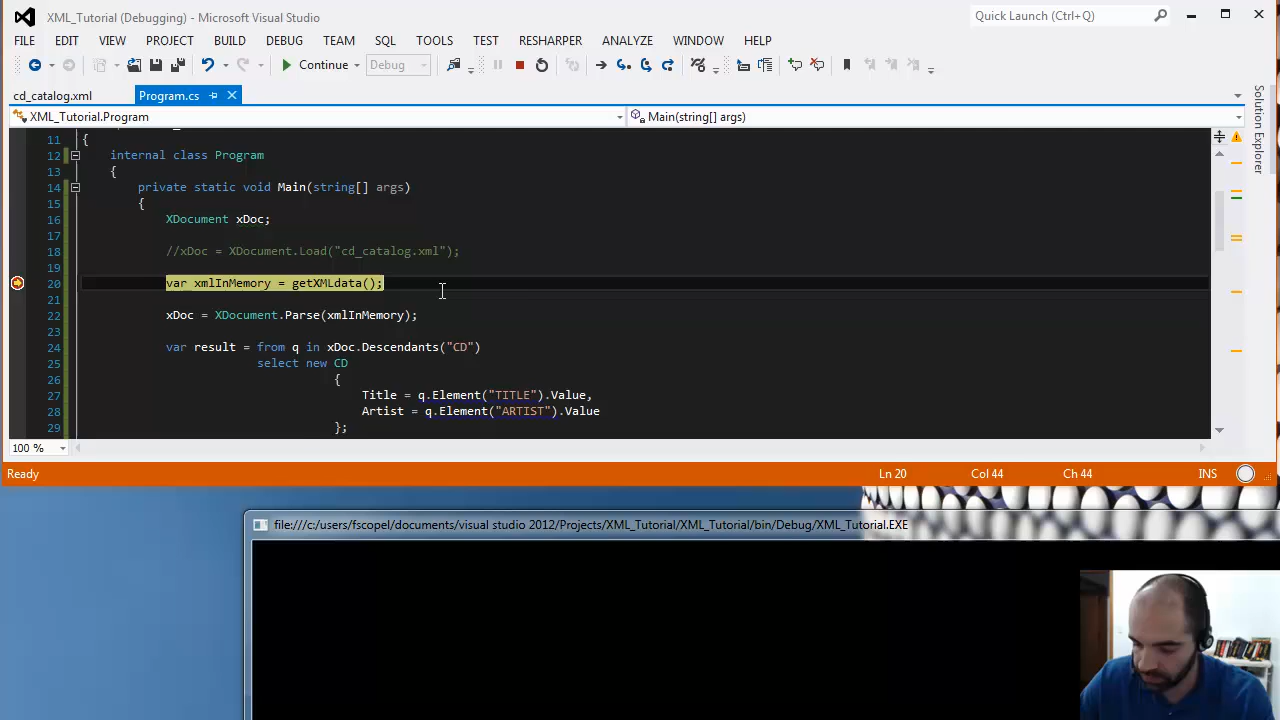 XML_Tutorial (Debugging) - Microsoft Visual Studio
Quick Launch (Ctrl+Q)
FILE EDIT VIEW PROJECT BUILD DEBUG TEAM SQL TOOLS TEST RESHARPER ANALYZE WINDOW HELP
Continue Debug
cd_catalog.xml Program.cs
XML_Tutorial.Program Main(string[] args)
Solution Explorer
11 {
12 internal class Program
13 {
14 private static void Main(string[] args)
15 {
16 XDocument xDoc;
17
18 //xDoc = XDocument.Load("cd_catalog.xml");
19
20 var xmlInMemory = getXMLdata();
21
22 xDoc = XDocument.Parse(xmlInMemory);
23
24 var result = from q in xDoc.Descendants("CD")
25 select new CD
26 {
27 Title = q.Element("TITLE").Value,
28 Artist = q.Element("ARTIST").Value
29 };
100 %
Ready Ln 20 Col 44 Ch 44 INS
file:///c:/users/fscopel/documents/visual studio 2012/Projects/XML_Tutorial/XML_Tutorial/bin/Debug/XML_Tutorial.EXE